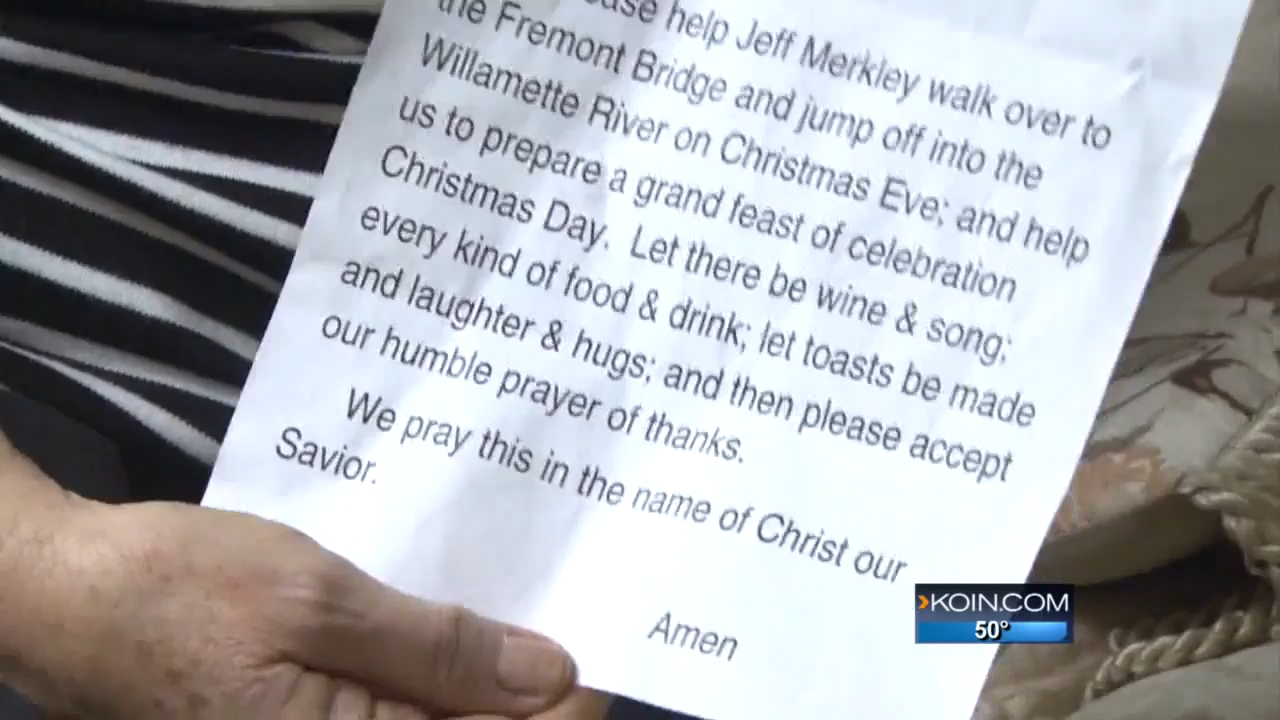 help Jeff Merkley walk over to
the Fremont Bridge and jump off into the
Willamette River on Christmas Eve; and help
us to prepare a grand feast of celebration
Christmas Day. Let there be wine & song;
every kind of food & drink; let toasts be made
and laughter & hugs; and then please accept
our humble prayer of thanks.
We pray this in the name of Christ our
Savior.
Amen
KOIN.COM
50°